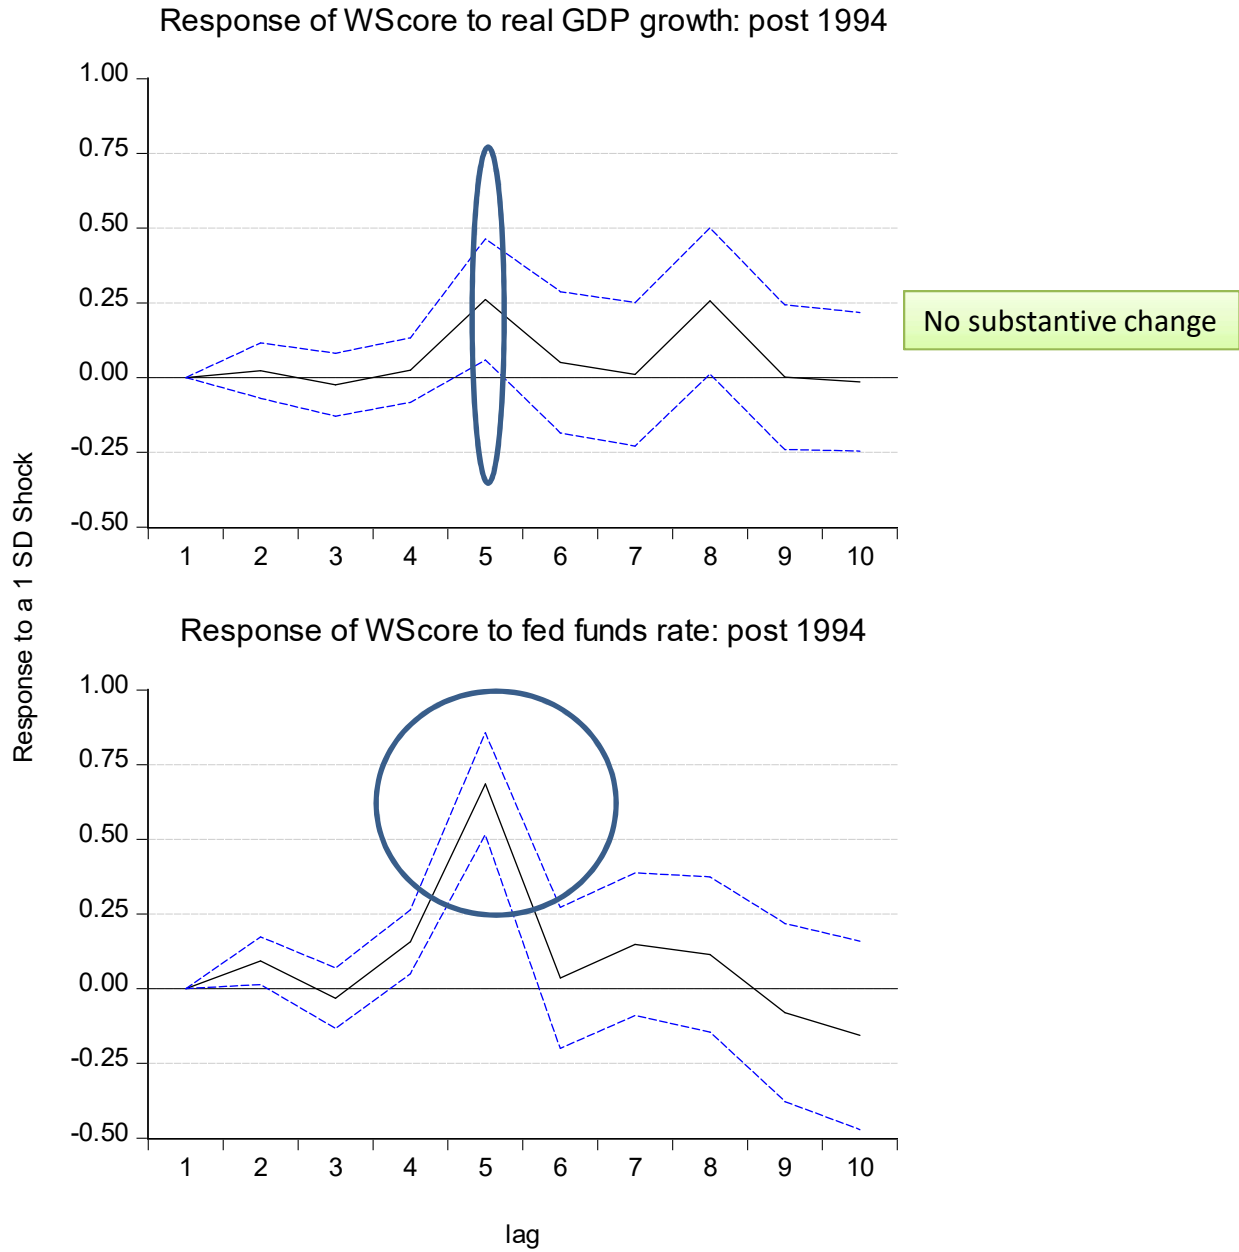 Response of WScore to real GDP growth: post 1994
1.00
0.75
0.50
0.25
0.00
-0.25
-0.50
1 2 3 4 5 6 7 8 9 10
No substantive change
Response to a 1 SD Shock
Response of WScore to fed funds rate: post 1994
1.00
0.75
0.50
0.25
0.00
-0.25
-0.50
1 2 3 4 5 6 7 8 9 10
lag